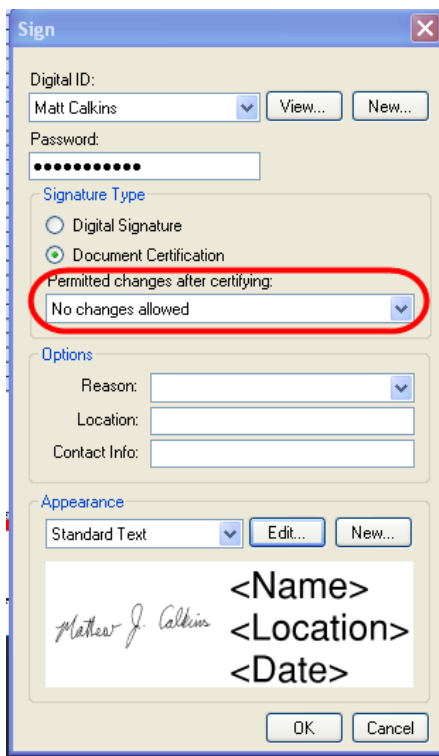 Sign
Digital ID:
Matt Calkins View... New...
Password:
●●●●●●●●●●●
Signature Type
Digital Signature
Document Certification
Permitted changes after certifying:
No changes allowed
Options
Reason:
Location:
Contact Info:
Appearance
Standard Text Edit... New...
<Name>
Mathew J. Calkins <Location>
<Date>
OK Cancel